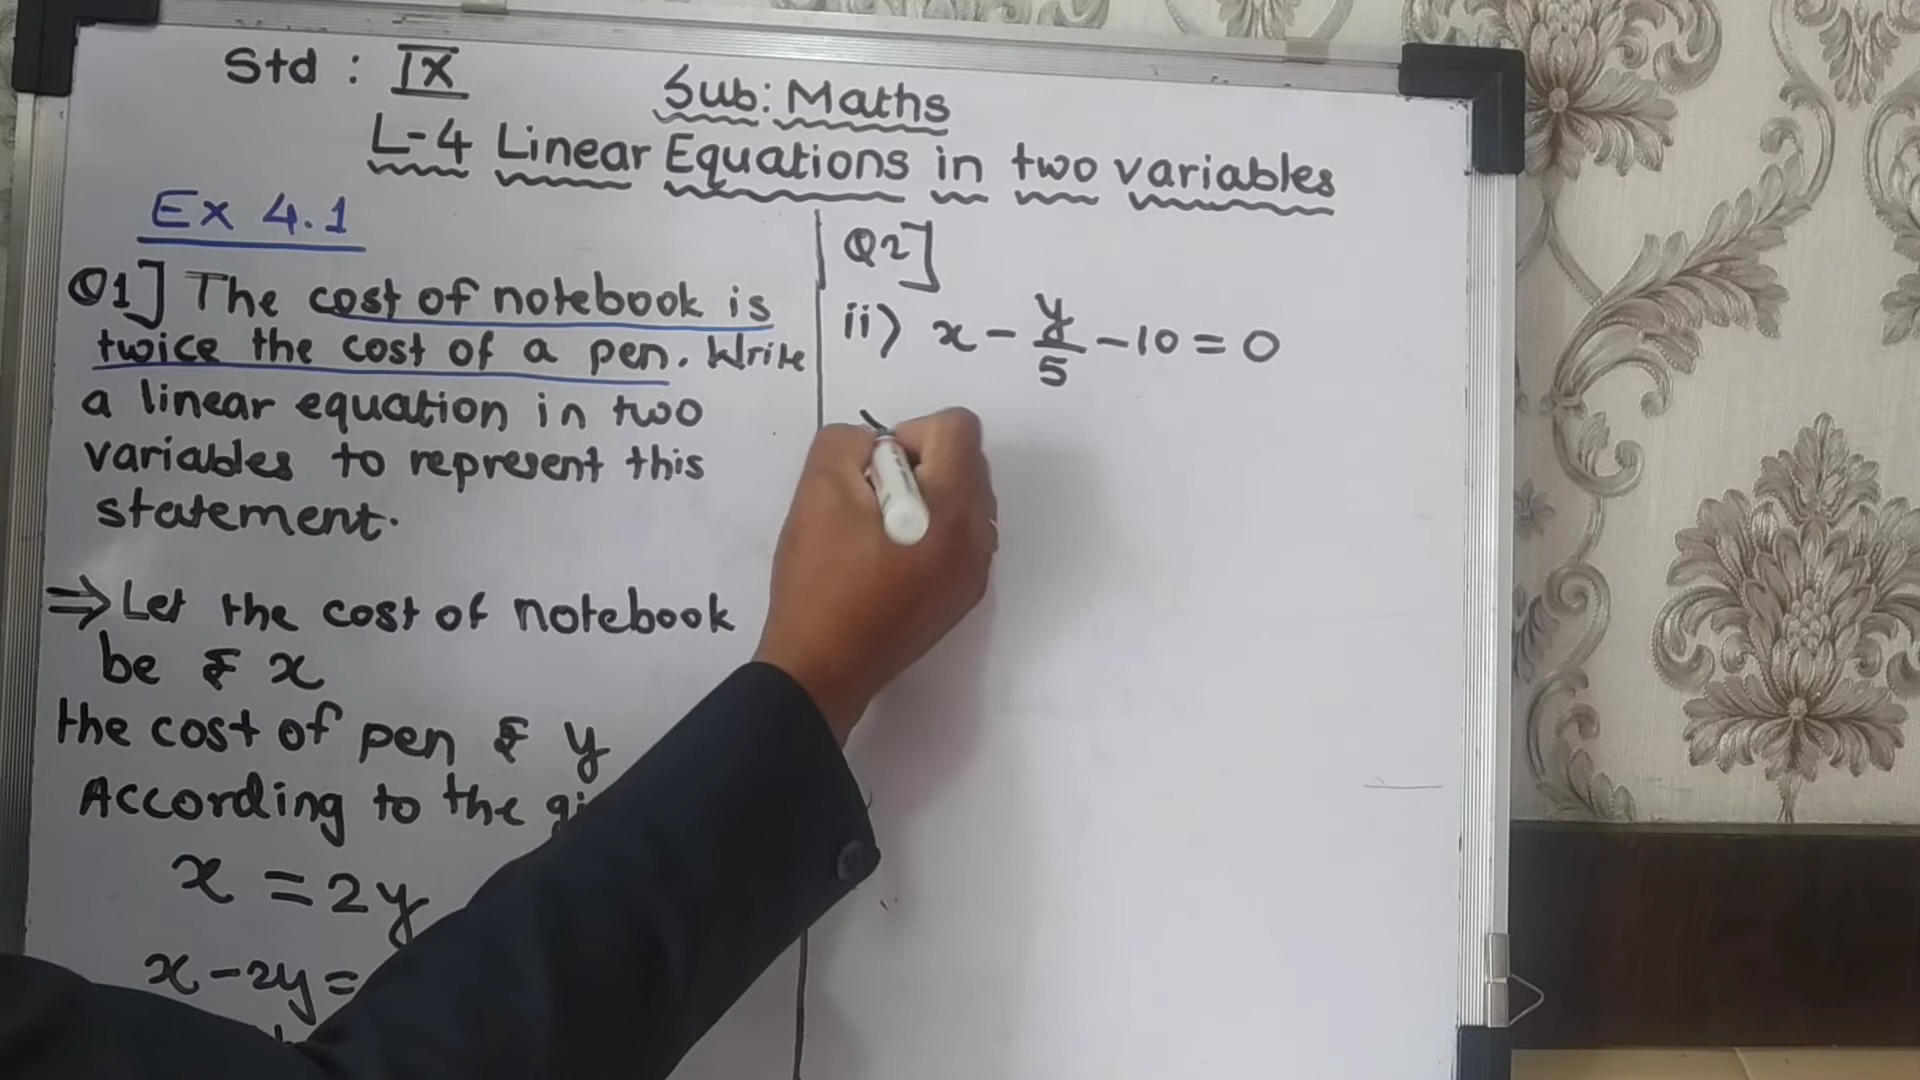 Std : IX
Sub: Maths
L-4 Linear Equations in two variables
Ex 4.1
Q1] The cost of notebook is
twice the cost of a pen. Write
a linear equation in two
variables to represent this
statement.
⇒ Let the cost of notebook
be ₹ x
the cost of pen ₹ y
According to the
x = 2y
x - 2y =
Q2]
ii) x - y/5 - 10 = 0